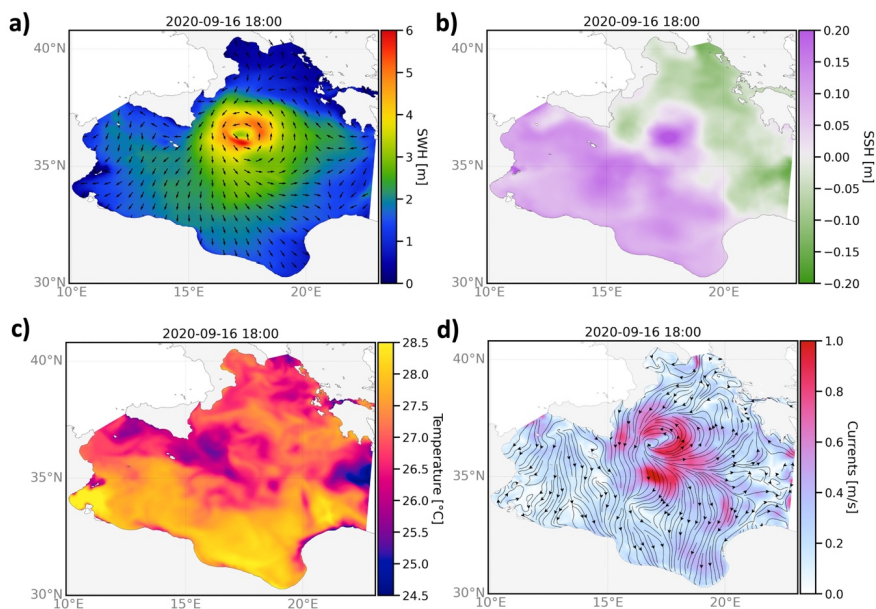 a)
2020-09-16 18:00
40°N
35°N
30°N
10°E
15°E
20°E
6
5
4
3
2
1
0
SWH [m]
b)
2020-09-16 18:00
40°N
35°N
30°N
10°E
15°E
20°E
0.20
0.15
0.10
0.05
0.00
−0.05
−0.10
−0.15
−0.20
SSH [m]
c)
2020-09-16 18:00
40°N
35°N
30°N
10°E
15°E
20°E
28.5
28.0
27.5
27.0
26.5
26.0
25.5
25.0
24.5
Temperature [°C]
d)
2020-09-16 18:00
40°N
35°N
30°N
10°E
15°E
20°E
1.0
0.8
0.6
0.4
0.2
0.0
Currents [m/s]